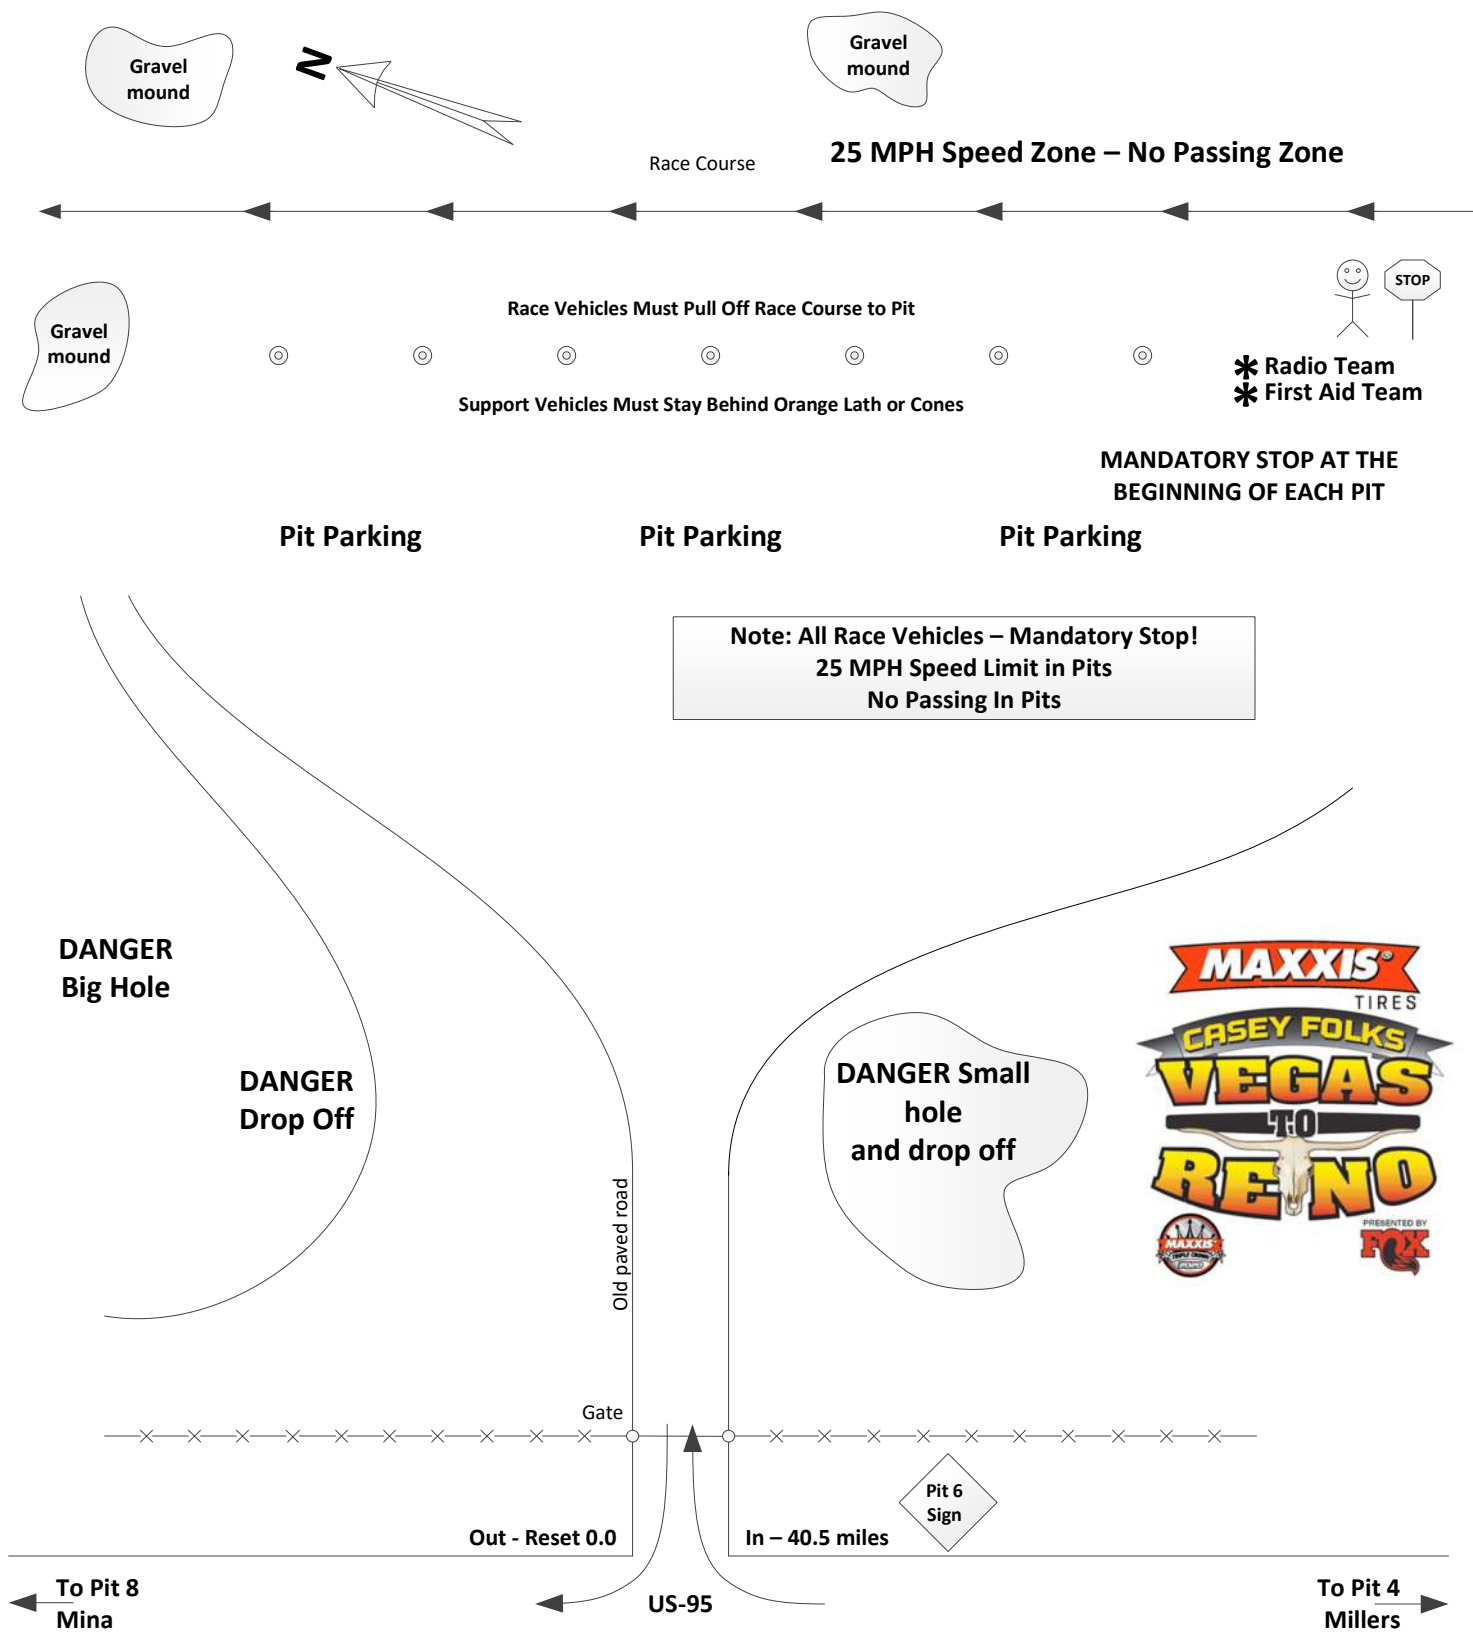 Gravel
mound
N
Gravel
mound
25 MPH Speed Zone – No Passing Zone
Race Course
STOP
Race Vehicles Must Pull Off Race Course to Pit
Gravel
mound
Radio Team
First Aid Team
Support Vehicles Must Stay Behind Orange Lath or Cones
MANDATORY STOP AT THE
BEGINNING OF EACH PIT
Pit Parking
Pit Parking
Pit Parking
Note: All Race Vehicles – Mandatory Stop!
25 MPH Speed Limit in Pits
No Passing In Pits
DANGER
Big Hole
DANGER
Drop Off
DANGER Small
hole
and drop off
MAXXIS®
TIRES
CASEY FOLKS
VEGAS
TO
RENO
MAXXIS
TRIPLE CROWN
2020
PRESENTED BY
FOX
Old paved road
Gate
Pit 6
Sign
Out - Reset 0.0
In – 40.5 miles
To Pit 8
Mina
US-95
To Pit 4
Millers